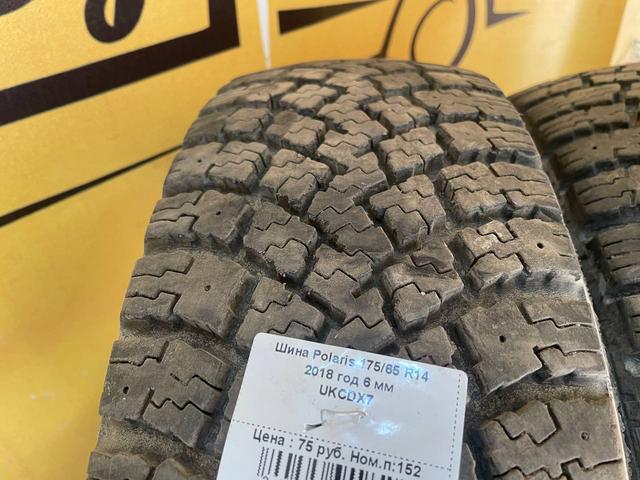 Шина Polaris 175/65 R14
2018 год 6 мм
UKCDX7
Цена : 75 руб. Ном.п:152